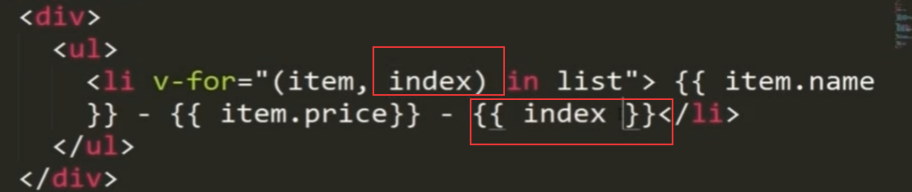 <div>
<ul>
<li v-for="(item, index) in list"> {{ item.name
}} - {{ item.price}} - {{ index }}</li>
</ul>
</div>